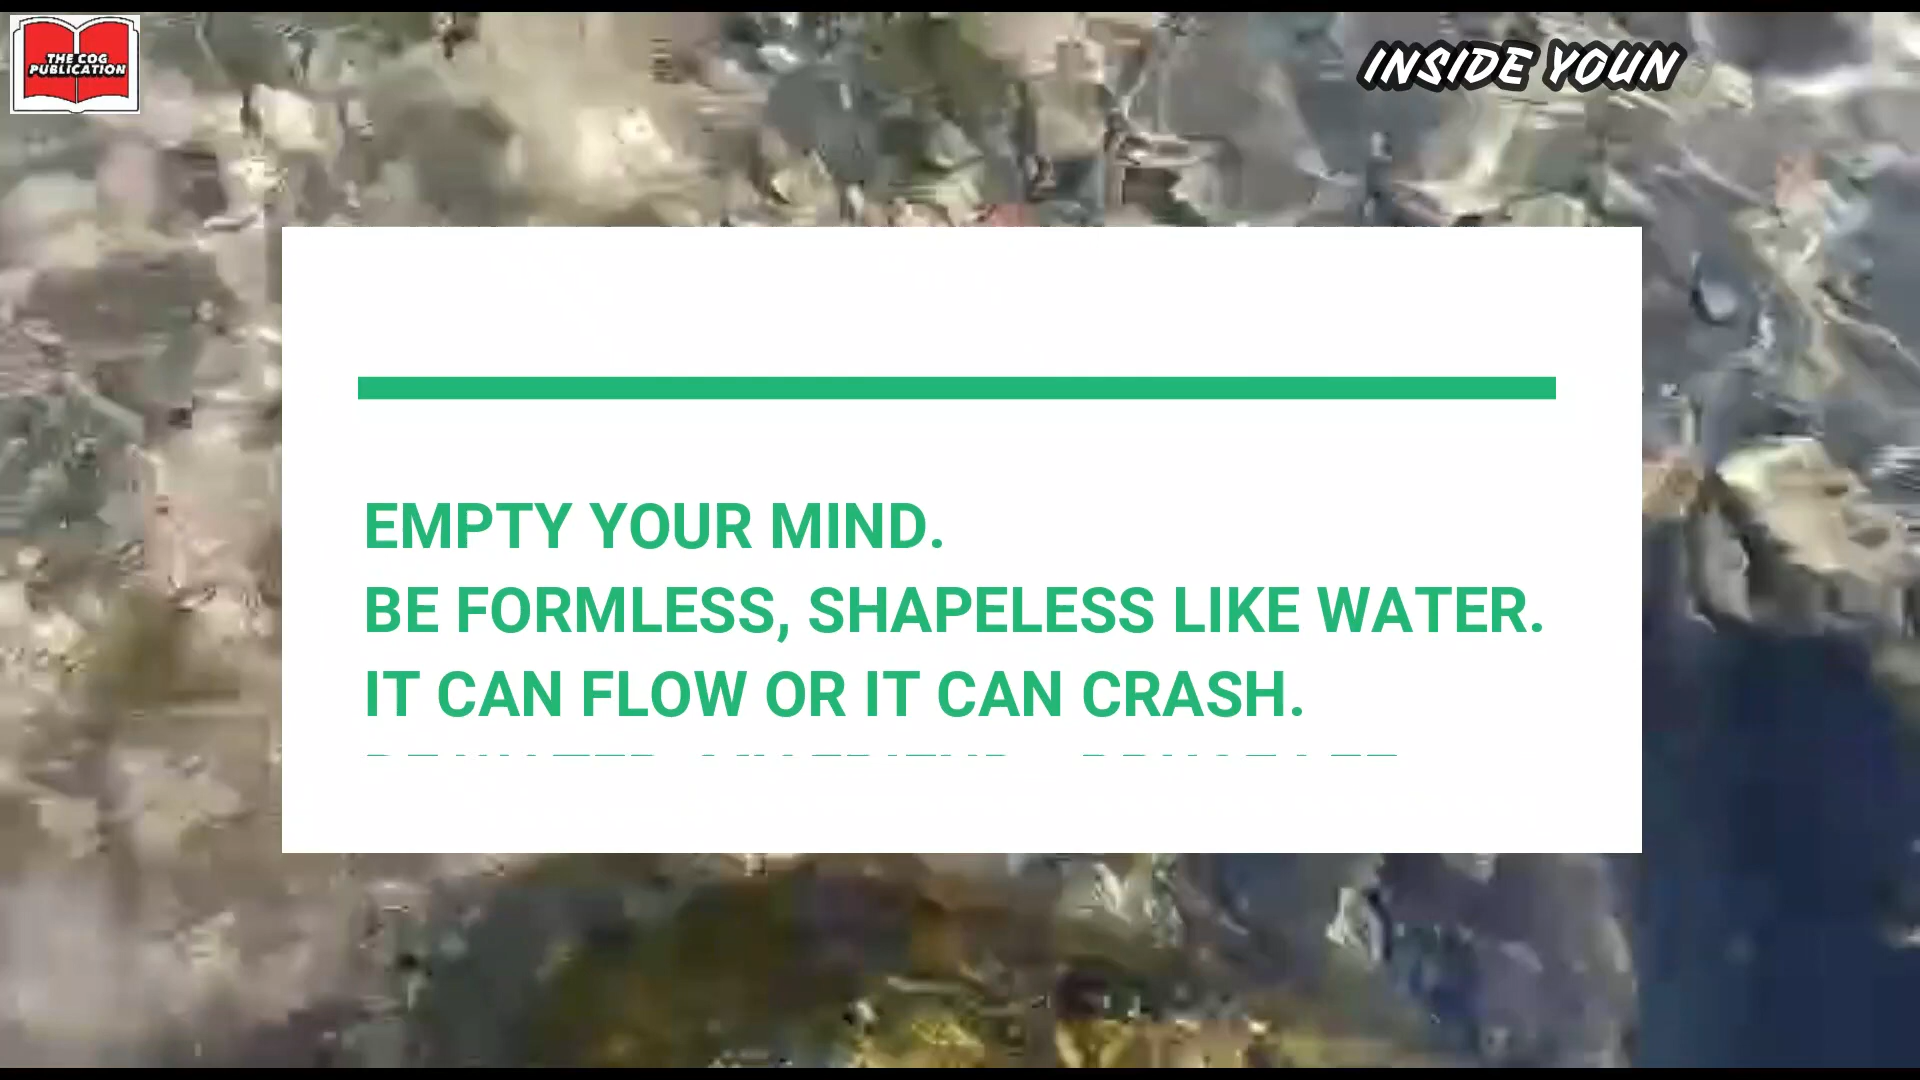 THE COG
PUBLICATION
INSIDE YOUN
EMPTY YOUR MIND.
BE FORMLESS, SHAPELESS LIKE WATER.
IT CAN FLOW OR IT CAN CRASH.